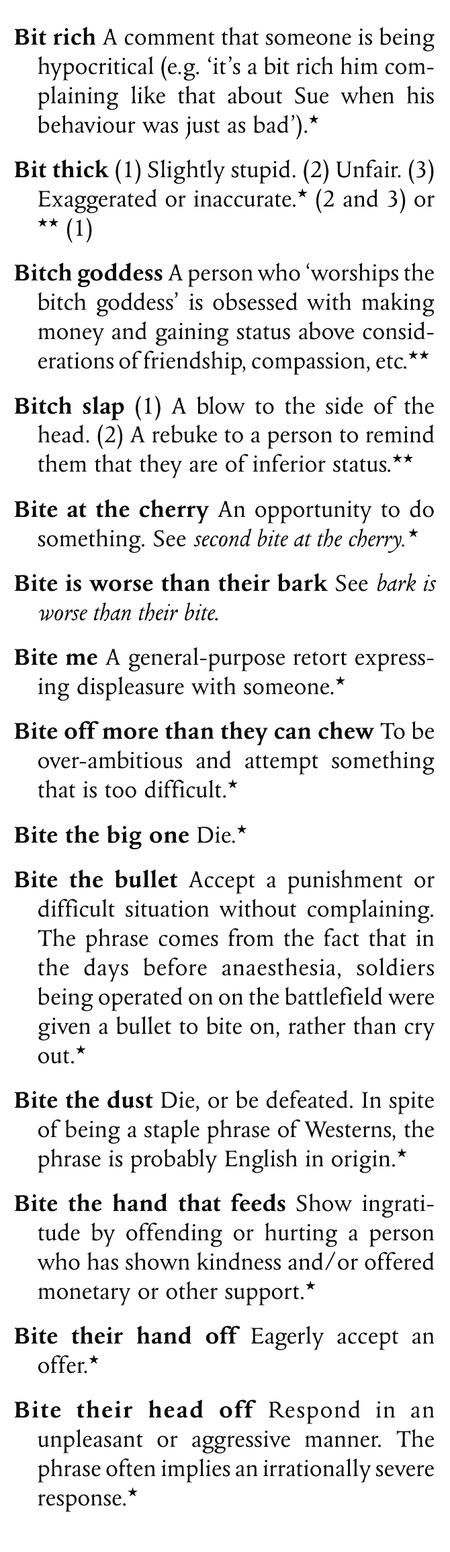 Bit rich A comment that someone is being
hypocritical (e.g. ‘it’s a bit rich him com-
plaining like that about Sue when his
behaviour was just as bad’).★
Bit thick (1) Slightly stupid. (2) Unfair. (3)
Exaggerated or inaccurate.★ (2 and 3) or
★★ (1)
Bitch goddess A person who ‘worships the
bitch goddess’ is obsessed with making
money and gaining status above consid-
erations of friendship, compassion, etc.★★
Bitch slap (1) A blow to the side of the
head. (2) A rebuke to a person to remind
them that they are of inferior status.★★
Bite at the cherry An opportunity to do
something. See second bite at the cherry.★
Bite is worse than their bark See bark is
worse than their bite.
Bite me A general-purpose retort express-
ing displeasure with someone.★
Bite off more than they can chew To be
over-ambitious and attempt something
that is too difficult.★
Bite the big one Die.★
Bite the bullet Accept a punishment or
difficult situation without complaining.
The phrase comes from the fact that in
the days before anaesthesia, soldiers
being operated on on the battlefield were
given a bullet to bite on, rather than cry
out.★
Bite the dust Die, or be defeated. In spite
of being a staple phrase of Westerns, the
phrase is probably English in origin.★
Bite the hand that feeds Show ingrati-
tude by offending or hurting a person
who has shown kindness and/or offered
monetary or other support.★
Bite their hand off Eagerly accept an
offer.★
Bite their head off Respond in an
unpleasant or aggressive manner. The
phrase often implies an irrationally severe
response.★